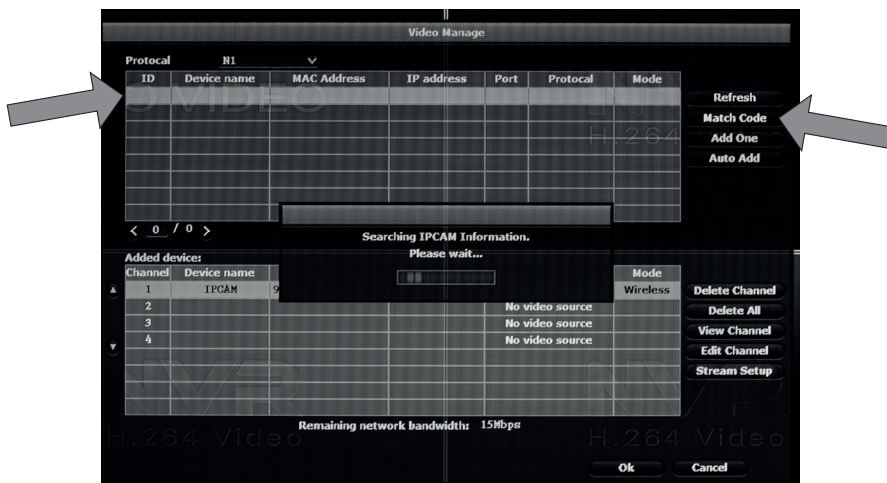 Video Manage
Protocal N1
ID Device name MAC Address IP address Port Protocal Mode
Refresh
O VIDEO
Match Code
H.264
Add One
Auto Add
< 0 / 0 >
Searching IPCAM Information.
Please wait...
Added device:
Channel Device name Mode
1 IPCAM 9 Wireless
Delete Channel
2 No video source
Delete All
3 No video source
View Channel
4 No video source
Edit Channel
Stream Setup
NVR NVR
Remaining network bandwidth: 15Mbps
H.264 Video H.264 Video
Ok Cancel